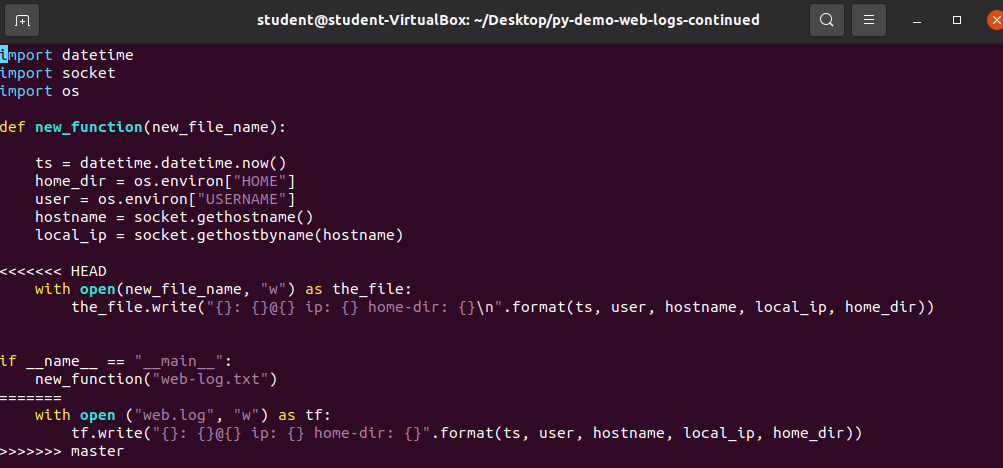 student@student-VirtualBox: ~/Desktop/py-demo-web-logs-continued
import datetime
import socket
import os
def new_function(new_file_name):
    ts = datetime.datetime.now()
    home_dir = os.environ["HOME"]
    user = os.environ["USERNAME"]
    hostname = socket.gethostname()
    local_ip = socket.gethostbyname(hostname)
<<<<<<< HEAD
    with open(new_file_name, "w") as the_file:
        the_file.write("{}: {}@{} ip: {} home-dir: {}\n".format(ts, user, hostname, local_ip, home_dir))
if __name__ == "__main__":
    new_function("web-log.txt")
=======
    with open ("web.log", "w") as tf:
        tf.write("{}: {}@{} ip: {} home-dir: {}".format(ts, user, hostname, local_ip, home_dir))
>>>>>>> master